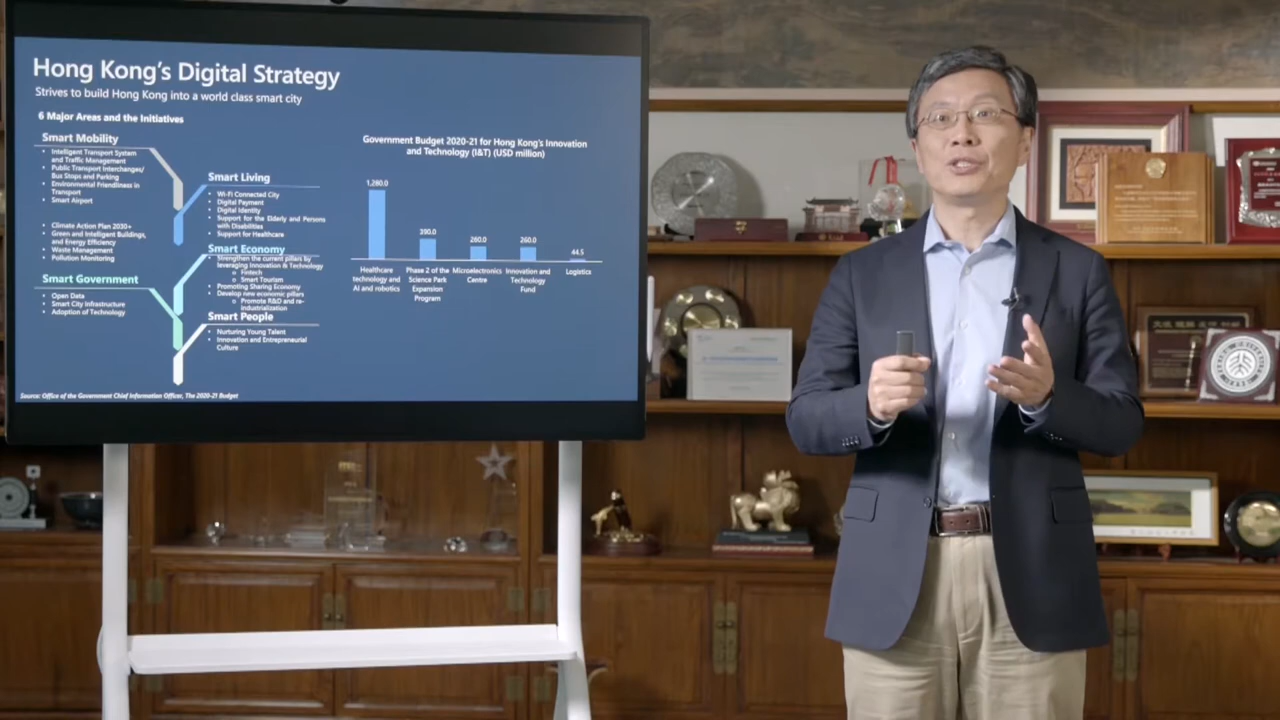 Hong Kong's Digital Strategy
Strives to build Hong Kong into a world class smart city
6 Major Areas and the Initiatives
Smart Mobility
• Intelligent Transport System
and Traffic Management
• Public Transport Interchanges/
Bus Stops and Parking
• Environmental Friendliness in
Transport
• Smart Airport
• Climate Action Plan 2030+
• Green and Intelligent Buildings,
and Energy Efficiency
• Waste Management
• Pollution Monitoring
Smart Government
• Open Data
• Smart City Infrastructure
• Adoption of Technology
Smart Living
• Wi-Fi Connected City
• Digital Payment
• Digital Identity
• Support for the Elderly and Persons
with Disabilities
• Support for Healthcare
Smart Economy
• Strengthen the current pillars by
leveraging Innovation & Technology
o Fintech
o Smart Tourism
• Promoting Sharing Economy
• Develop new economic pillars
o Promote R&D and re-
industrialization
Smart People
• Nurturing Young Talent
• Innovation and Entrepreneurial
Culture
Government Budget 2020-21 for Hong Kong's Innovation
and Technology (I&T) (USD million)
1,280.0
390.0
280.0
260.0
44.5
Healthcare
technology and
AI and robotics
Phase 2 of the
Science Park
Expansion
Program
Microelectronics
Centre
Innovation and
Technology
Fund
Logistics
Source: Office of the Government Chief Information Officer, The 2020-21 Budget